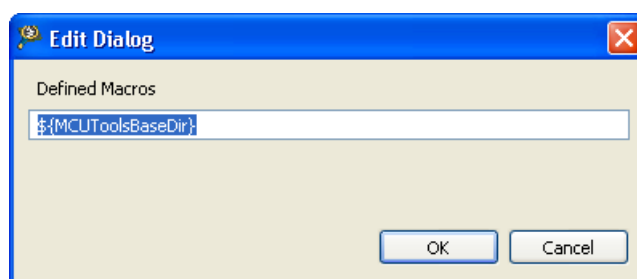 Edit Dialog
Defined Macros
${MCUToolsBaseDir}
OK Cancel